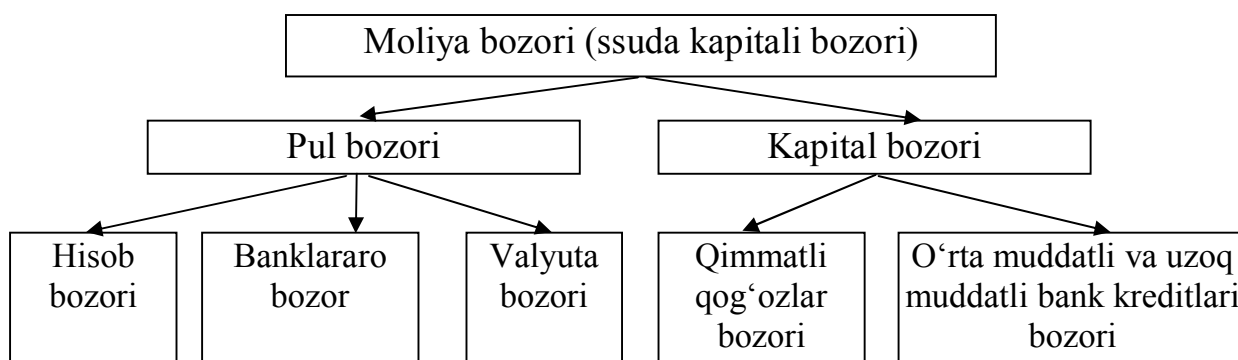 Moliya bozori (ssuda kapitali bozori)
Pul bozori
Kapital bozori
Hisob
bozori
Banklararo
bozor
Valyuta
bozori
Qimmatli
qog‘ozlar
bozori
O‘rta muddatli va uzoq
muddatli bank kreditlari
bozori